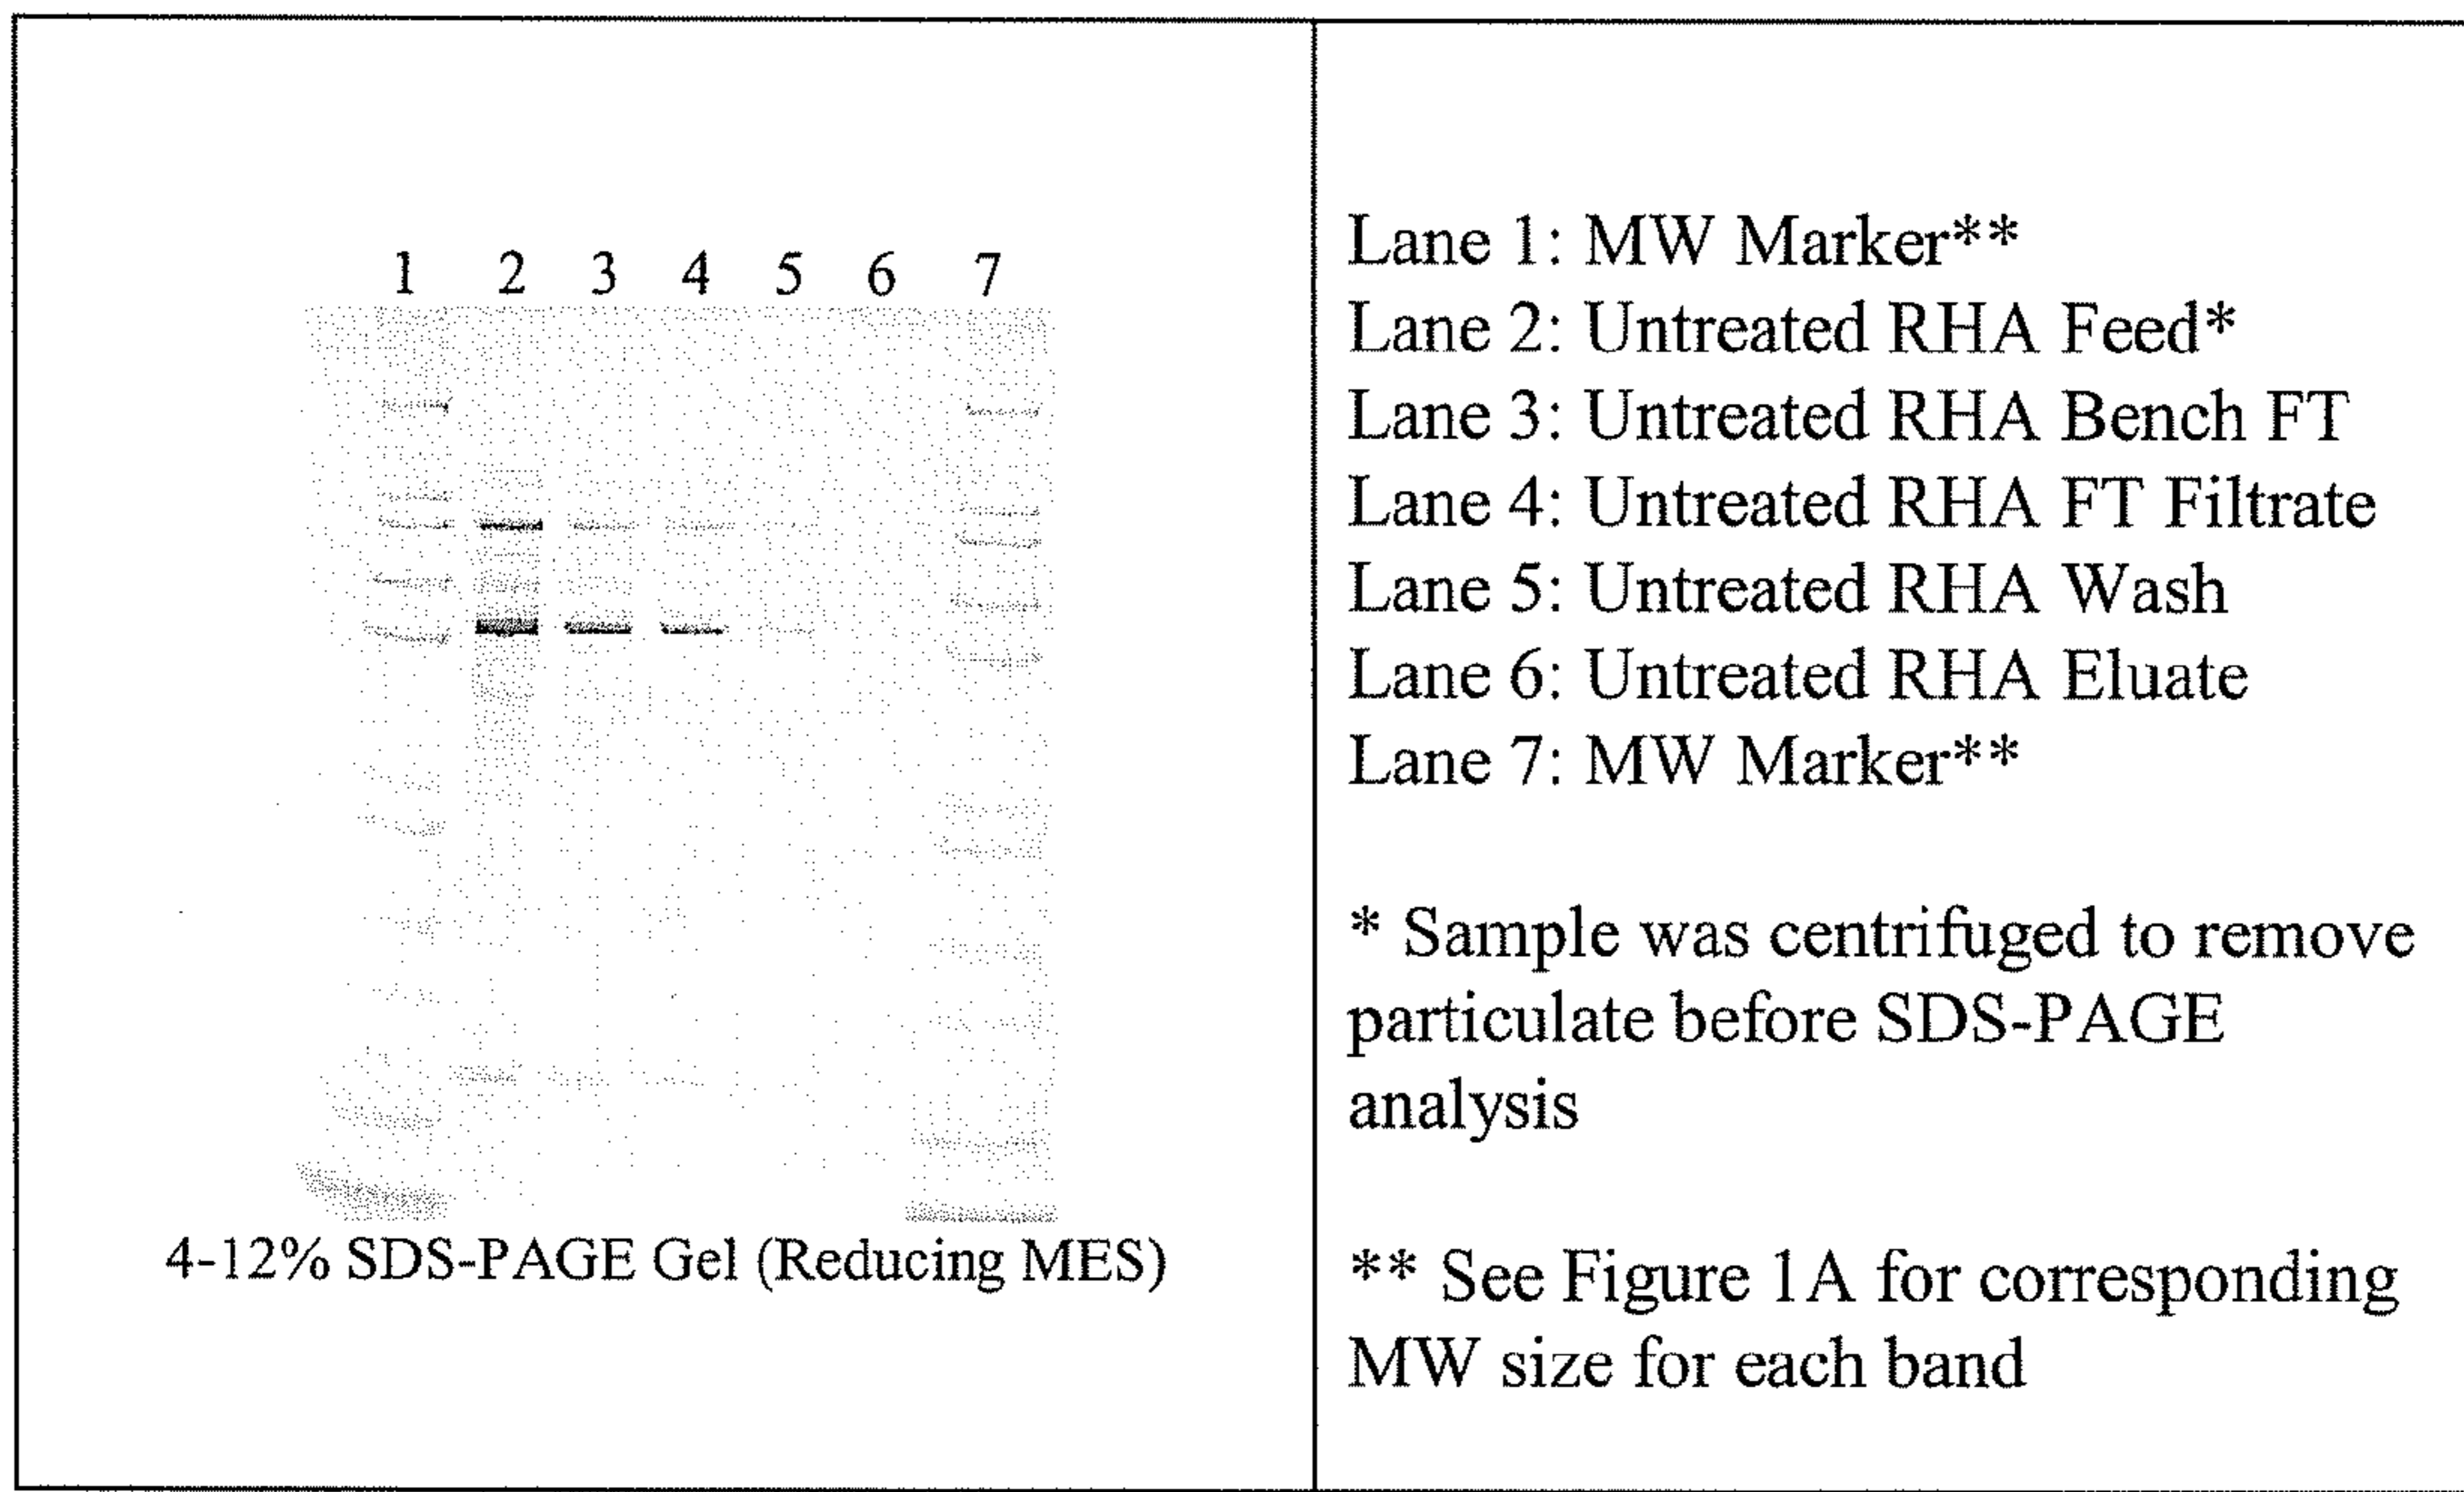 1 2 3 4 5 6 7
4-12% SDS-PAGE Gel (Reducing MES)
Lane 1: MW Marker**
Lane 2: Untreated RHA Feed*
Lane 3: Untreated RHA Bench FT
Lane 4: Untreated RHA FT Filtrate
Lane 5: Untreated RHA Wash
Lane 6: Untreated RHA Eluate
Lane 7: MW Marker**
* Sample was centrifuged to remove
particulate before SDS-PAGE
analysis
** See Figure 1A for corresponding
MW size for each band